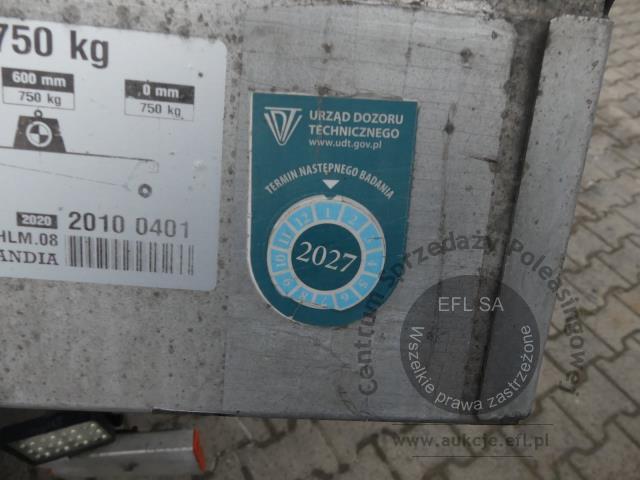 750 kg
600 mm
750 kg
0 mm
750 kg
2020 2010 0401
HLM.08
ANDIA
URZĄD DOZORU
TECHNICZNEGO
www.udt.gov.pl
TERMIN NASTĘPNEGO BADANIA
12 1 2 3 4 5 6 7 8 9 10 11
2027
Centrum Sprzedaży Poleasingowej
EFL SA
Wszelkie prawa zastrzeżone
www.aukcje.efl.pl